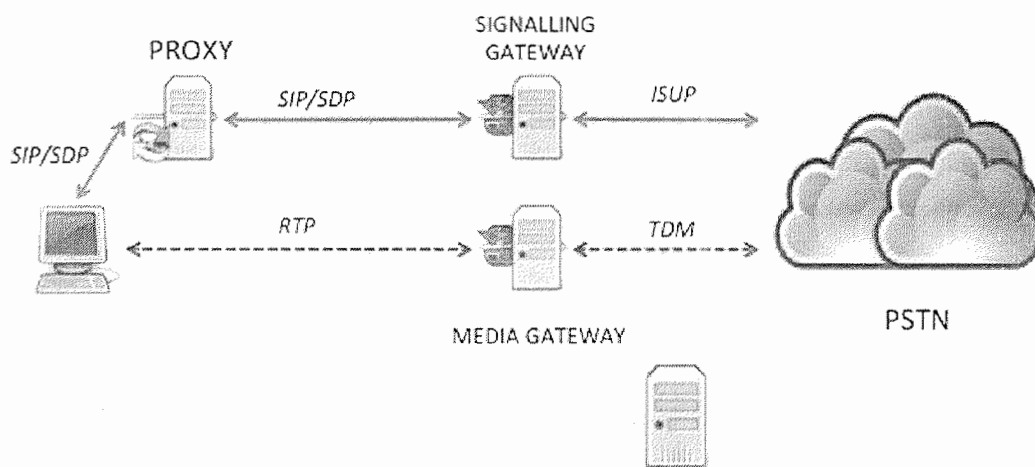 SIGNALLING
GATEWAY
PROXY
SIP/SDP
ISUP
SIP/SDP
RTP
TDM
PSTN
MEDIA GATEWAY